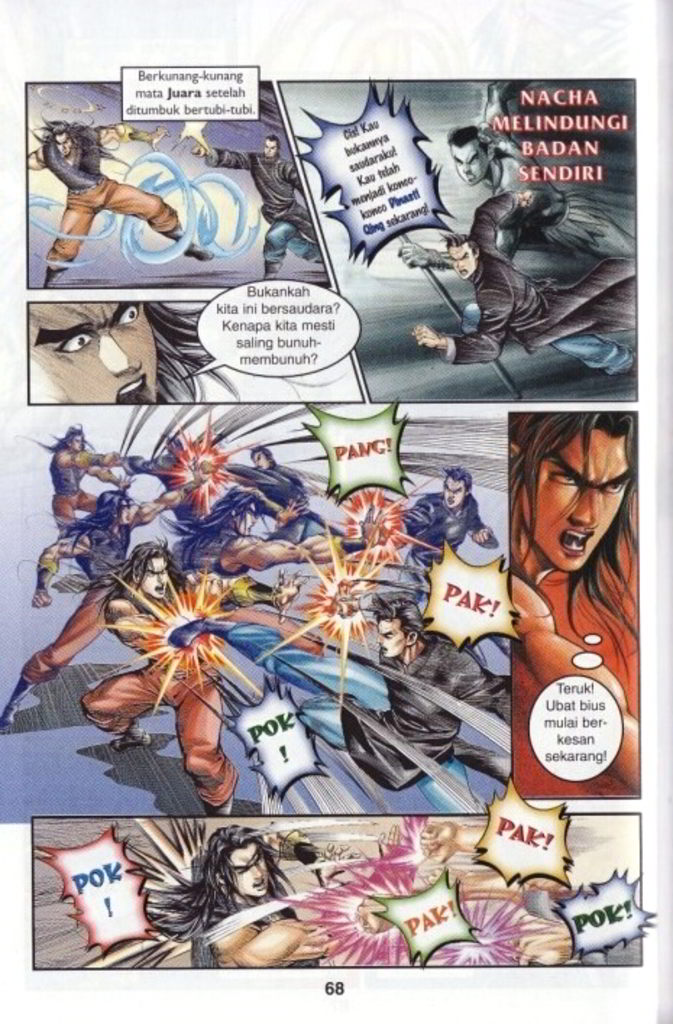 Berkunang-kunang
mata Juara setelah
ditumbuk bertubi-tubi.
Cis! Kau
bukannya
saudaraku!
Kau telah
menjadi konco-
konco Dinasti
Qing sekarang!
NACHA
MELINDUNGI
BADAN
SENDIRI
Bukankah
kita ini bersaudara?
Kenapa kita mesti
saling bunuh-
membunuh?
PANG!
PAK!
POK
!
Teruk!
Ubat bius
mulai ber-
kesan
sekarang!
POK
!
PAK!
PAK!
POK!
68